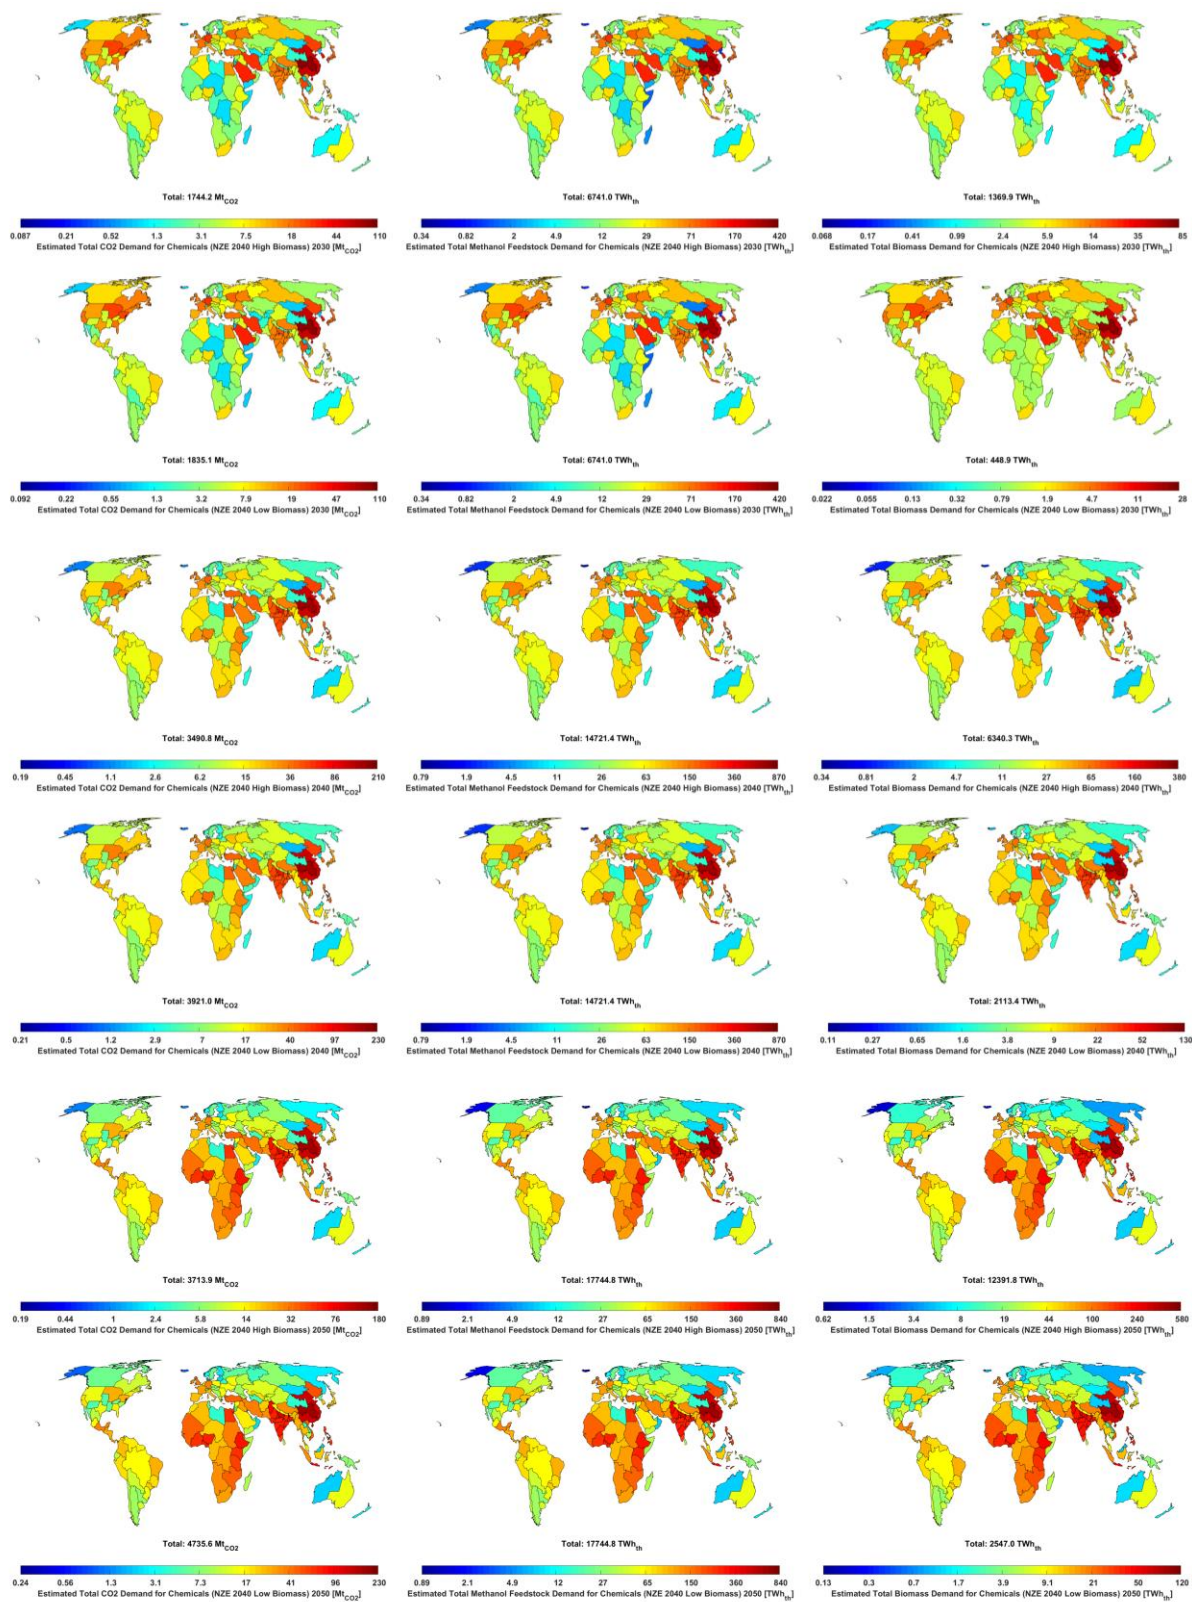 Total: 1744.2 Mt_CO2
Total: 6741.0 TWh_th
Total: 1369.9 TWh_th
0.087 0.21 0.52 1.3 3.1 7.5 18 44 110
Estimated Total CO2 Demand for Chemicals (NZE 2040 High Biomass) 2030 [Mt_CO2]
0.34 0.82 2 4.9 12 29 71 170 420
Estimated Total Methanol Feedstock Demand for Chemicals (NZE 2040 High Biomass) 2030 [TWh_th]
0.068 0.17 0.41 0.99 2.4 5.9 14 35 85
Estimated Total Biomass Demand for Chemicals (NZE 2040 High Biomass) 2030 [TWh_th]
Total: 1835.1 Mt_CO2
Total: 6741.0 TWh_th
Total: 448.9 TWh_th
0.092 0.22 0.55 1.3 3.2 7.9 19 47 110
Estimated Total CO2 Demand for Chemicals (NZE 2040 Low Biomass) 2030 [Mt_CO2]
0.34 0.82 2 4.9 12 29 71 170 420
Estimated Total Methanol Feedstock Demand for Chemicals (NZE 2040 Low Biomass) 2030 [TWh_th]
0.022 0.055 0.13 0.32 0.79 1.9 4.7 11 28
Estimated Total Biomass Demand for Chemicals (NZE 2040 Low Biomass) 2030 [TWh_th]
Total: 3490.8 Mt_CO2
Total: 14721.4 TWh_th
Total: 6340.3 TWh_th
0.19 0.45 1.1 2.6 6.2 15 36 86 210
Estimated Total CO2 Demand for Chemicals (NZE 2040 High Biomass) 2040 [Mt_CO2]
0.79 1.9 4.5 11 26 63 150 360 870
Estimated Total Methanol Feedstock Demand for Chemicals (NZE 2040 High Biomass) 2040 [TWh_th]
0.34 0.81 2 4.7 11 27 65 160 380
Estimated Total Biomass Demand for Chemicals (NZE 2040 High Biomass) 2040 [TWh_th]
Total: 3921.0 Mt_CO2
Total: 14721.4 TWh_th
Total: 2113.4 TWh_th
0.21 0.5 1.2 2.9 7 17 40 97 230
Estimated Total CO2 Demand for Chemicals (NZE 2040 Low Biomass) 2040 [Mt_CO2]
0.79 1.9 4.5 11 26 63 150 360 870
Estimated Total Methanol Feedstock Demand for Chemicals (NZE 2040 Low Biomass) 2040 [TWh_th]
0.11 0.27 0.65 1.6 3.8 9 22 52 130
Estimated Total Biomass Demand for Chemicals (NZE 2040 Low Biomass) 2040 [TWh_th]
Total: 3713.9 Mt_CO2
Total: 17744.8 TWh_th
Total: 12391.8 TWh_th
0.19 0.44 1 2.4 5.8 14 32 76 180
Estimated Total CO2 Demand for Chemicals (NZE 2040 High Biomass) 2050 [Mt_CO2]
0.89 2.1 4.9 12 27 65 150 360 840
Estimated Total Methanol Feedstock Demand for Chemicals (NZE 2040 High Biomass) 2050 [TWh_th]
0.62 1.5 3.4 8 19 44 100 240 580
Estimated Total Biomass Demand for Chemicals (NZE 2040 High Biomass) 2050 [TWh_th]
Total: 4735.6 Mt_CO2
Total: 17744.8 TWh_th
Total: 2547.0 TWh_th
0.24 0.56 1.3 3.1 7.3 17 41 96 230
Estimated Total CO2 Demand for Chemicals (NZE 2040 Low Biomass) 2050 [Mt_CO2]
0.89 2.1 4.9 12 27 65 150 360 840
Estimated Total Methanol Feedstock Demand for Chemicals (NZE 2040 Low Biomass) 2050 [TWh_th]
0.13 0.3 0.7 1.7 3.9 9.1 21 50 120
Estimated Total Biomass Demand for Chemicals (NZE 2040 Low Biomass) 2050 [TWh_th]